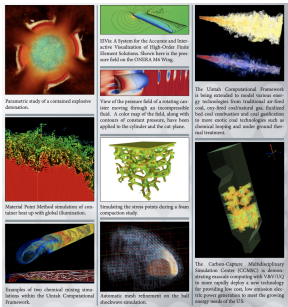 Parametric study of a contained explosive
detonation.
Material Point Method simulation of con-
tainer heat up with global illumination.
Examples of two chemical mixing simu-
lations within the Uintah Computational
Framework.
ElVis: A System for the Accurate and Inter-
active Visualization of High-Order Finite
Element Solutions. Shown here is the pres-
sure field on the ONERA M6 Wing.
View of the pressure field of a rotating can-
ister moving through an incompressible
fluid. A color map of the field, along with
contours of constant pressure, have been
applied to the cylinder and the cut-plane.
Simulating the stress points during a foam
compaction study.
Automatic mesh refinement on the ball
shockwave simulation.
The Uintah Computational Framework
is being extended to model various en-
ergy technologies from traditional air-fired
coal, oxy-fired coal/natural gas, fluidized
bed coal combustion and coal gasification
to more exotic coal technologies such as
chemical looping and under ground ther-
mal treatment.
The Carbon-Capture Multidisciplinary
Simulation Center (CCMSC) is demon-
strating exascale computing with V&V/UQ
to more rapidly deploy a new technology
for providing low cost, low emission elec-
tric power generation to meet the growing
energy needs of the U.S.